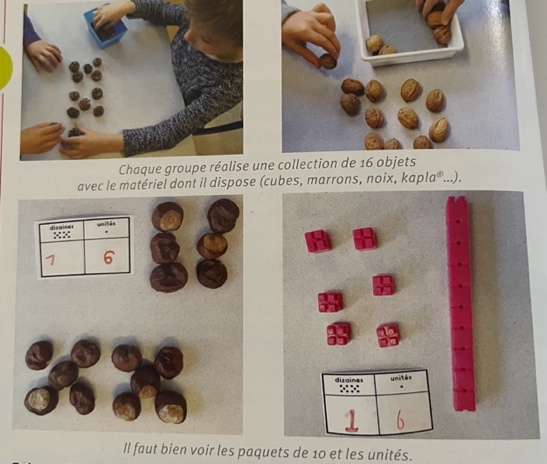 Chaque groupe réalise une collection de 16 objets
avec le matériel dont il dispose (cubes, marrons, noix, kapla®...).
dizaines unités
1 6
dizaines unités
1 6
Il faut bien voir les paquets de 10 et les unités.